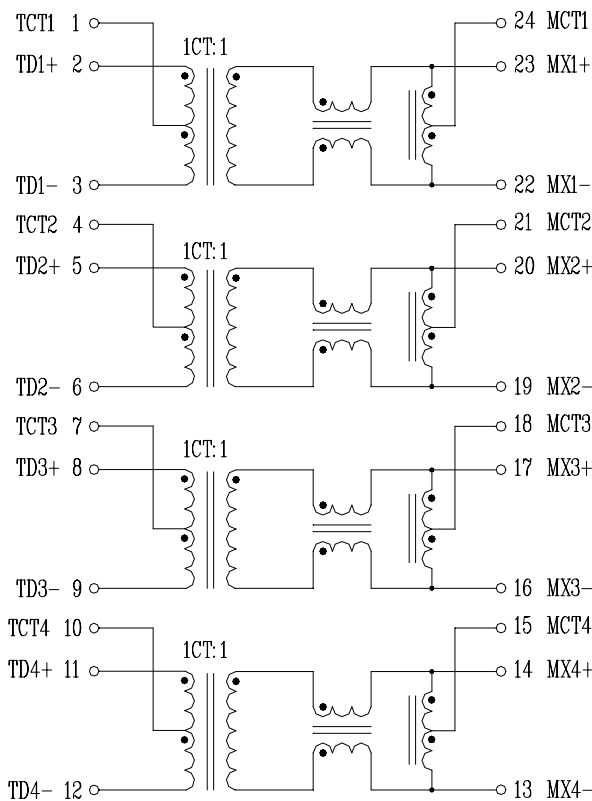 TCT1 1 24 MCT1
1CT:1
TD1+ 2 23 MX1+
TD1- 3 22 MX1-
TCT2 4 21 MCT2
1CT:1
TD2+ 5 20 MX2+
TD2- 6 19 MX2-
TCT3 7 18 MCT3
1CT:1
TD3+ 8 17 MX3+
TD3- 9 16 MX3-
TCT4 10 15 MCT4
1CT:1
TD4+ 11 14 MX4+
TD4- 12 13 MX4-